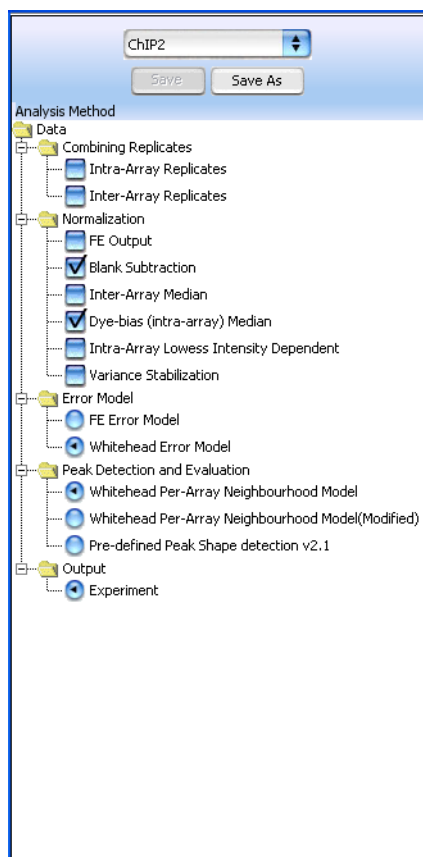 ChIP2
Save
Save As
Analysis Method
Data
Combining Replicates
Intra-Array Replicates
Inter-Array Replicates
Normalization
FE Output
Blank Subtraction
Inter-Array Median
Dye-bias (intra-array) Median
Intra-Array Lowess Intensity Dependent
Variance Stabilization
Error Model
FE Error Model
Whitehead Error Model
Peak Detection and Evaluation
Whitehead Per-Array Neighbourhood Model
Whitehead Per-Array Neighbourhood Model(Modified)
Pre-defined Peak Shape detection v2.1
Output
Experiment